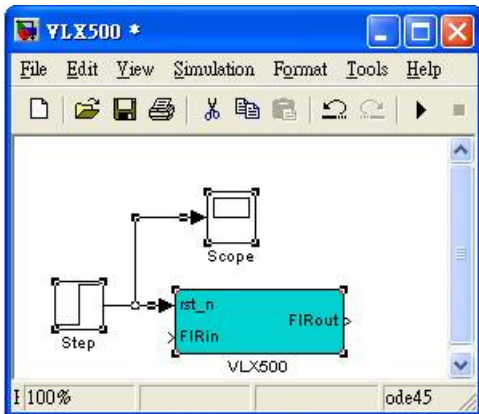 VLX500 *
File Edit View Simulation Format Tools Help
Scope
Step
rst_n
FIRout
FIRin
VLX500
I 100%
ode45